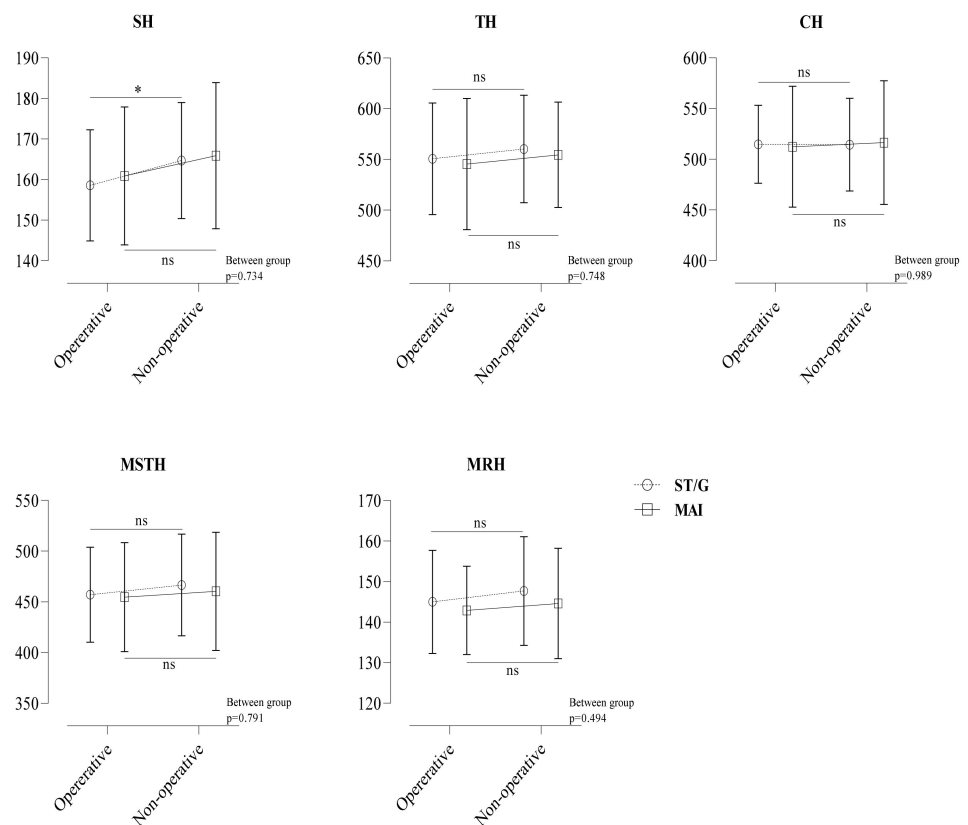 SH
190
180
170
160
150
140
*
ns
Between group
p=0.734
Opererative
Non-operative
TH
650
600
550
500
450
ns
ns
Between group
p=0.748
Opererative
Non-operative
CH
600
550
500
450
400
ns
ns
Between group
p=0.989
Opererative
Non-operative
MSTH
550
500
450
400
350
ns
ns
Between group
p=0.791
Opererative
Non-operative
MRH
170
160
150
140
130
120
ns
ns
Between group
p=0.494
Opererative
Non-operative
ST/G
MAI